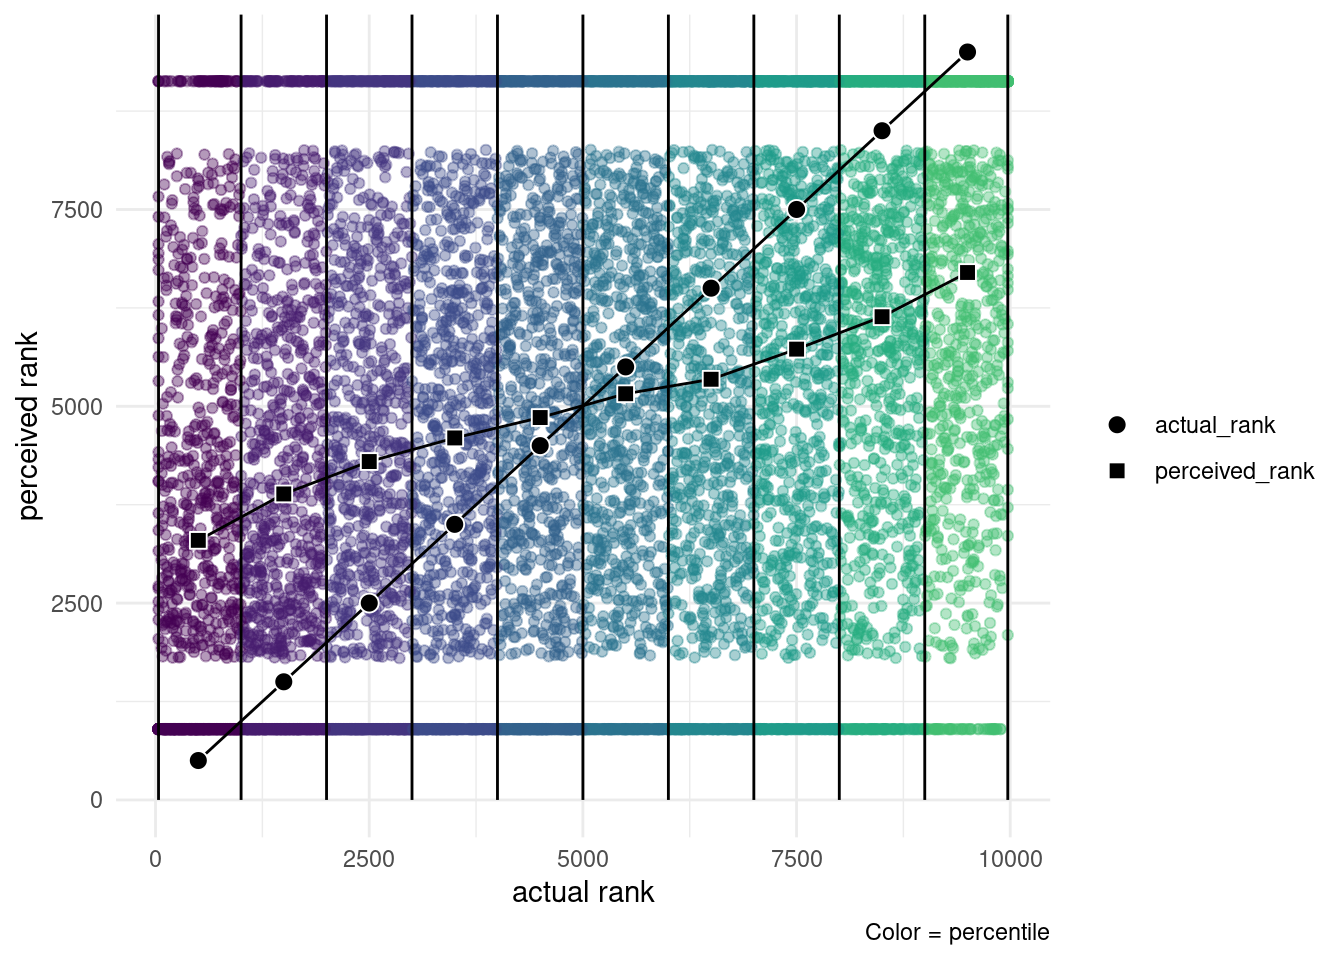 7500
5000
2500
0
perceived rank
0
2500
5000
7500
10000
actual rank
actual_rank
perceived_rank
Color = percentile